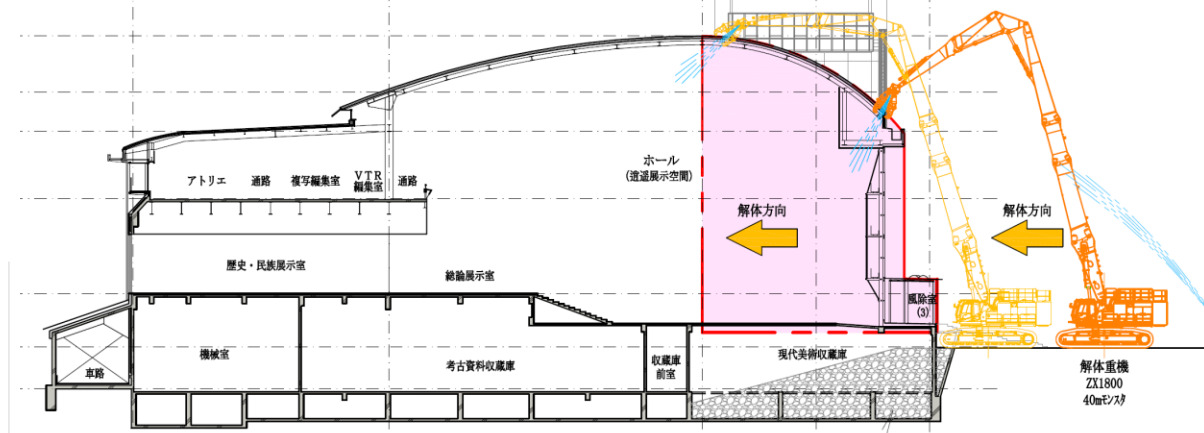 ホール
(逍遥展示空間)
アトリエ
通路
複写編集室
VTR
編集室
通路
解体方向
解体方向
歴史・民族展示室
総論展示室
風除室
(3)
機械室
考古資料収蔵庫
収蔵庫
前室
現代美術収蔵庫
車路
解体重機
ZX1800
40mモンスタ